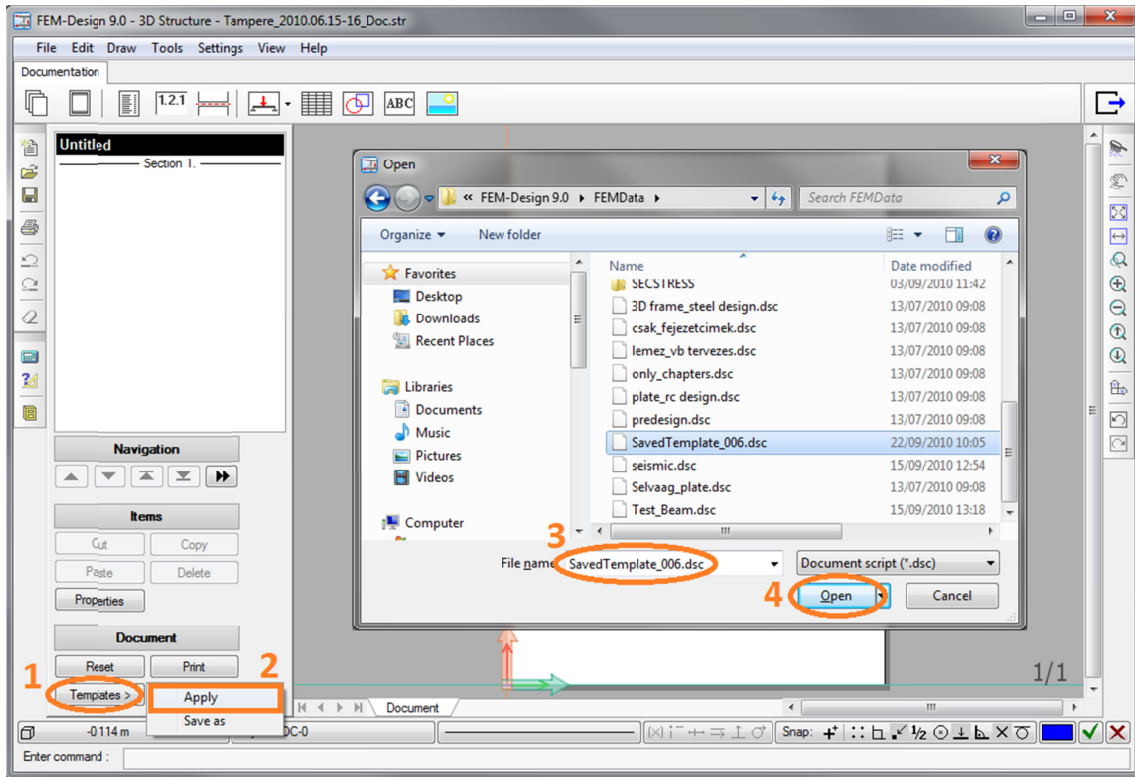 FEM-Design 9.0 - 3D Structure - Tampere_2010.06.15-16_Doc.str
File Edit Draw Tools Settings View Help
Documentation
1.2.1
ABC
Untitled
Section 1.
Open
« FEM-Design 9.0 FEMData
Search FEMData
Organize New folder
Favorites
Desktop
Downloads
Recent Places
Libraries
Documents
Music
Pictures
Videos
Computer
Name Date modified
SECSTRESS 03/09/2010 11:42
3D frame_steel design.dsc 13/07/2010 09:08
csak_fejezetcimek.dsc 13/07/2010 09:08
lemez_vb tervezes.dsc 13/07/2010 09:08
only_chapters.dsc 13/07/2010 09:08
plate_rc design.dsc 13/07/2010 09:08
predesign.dsc 13/07/2010 09:08
SavedTemplate_006.dsc 22/09/2010 10:05
seismic.dsc 15/09/2010 12:54
Selvaag_plate.dsc 13/07/2010 09:08
Test_Beam.dsc 15/09/2010 13:18
3
File name SavedTemplate_006.dsc Document script (*.dsc)
4 Open Cancel
Navigation
Items
Cut Copy
Paste Delete
Properties
Document
Reset Print
1 Templates >
2
Apply
Save as
1/1
Document
-0114 m
Snap: 1/2
Enter command :